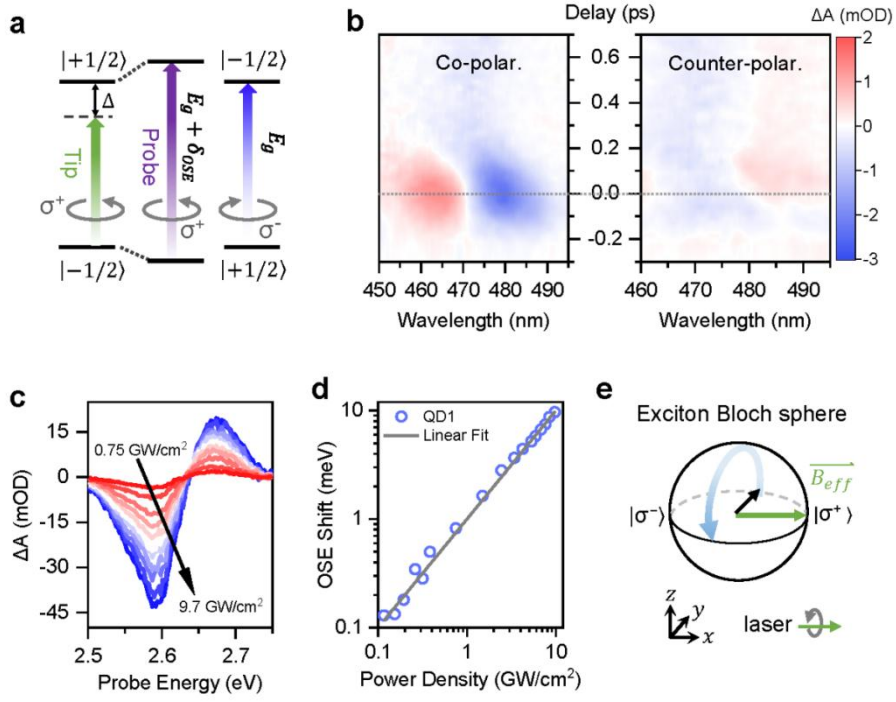 a
|+1/2⟩
|−1/2⟩
Δ
Tip
Probe
E_g + δ_OSE
E_g
σ⁺
σ⁺
σ⁻
|−1/2⟩
|+1/2⟩
b
Delay (ps)
ΔA (mOD)
Co-polar.
Counter-polar.
0.6
0.4
0.2
0.0
-0.2
2
1
0
-1
-2
-3
450 460 470 480 490
460 470 480 490
Wavelength (nm)
Wavelength (nm)
c
ΔA (mOD)
15
0
-15
-30
-45
0.75 GW/cm²
9.7 GW/cm²
2.5 2.6 2.7
Probe Energy (eV)
d
OSE Shift (meV)
10
1
0.1
QD1
Linear Fit
0.1 1 10
Power Density (GW/cm²)
e
Exciton Bloch sphere
B_eff
|σ⁻⟩
|σ⁺⟩
z
y
x
laser